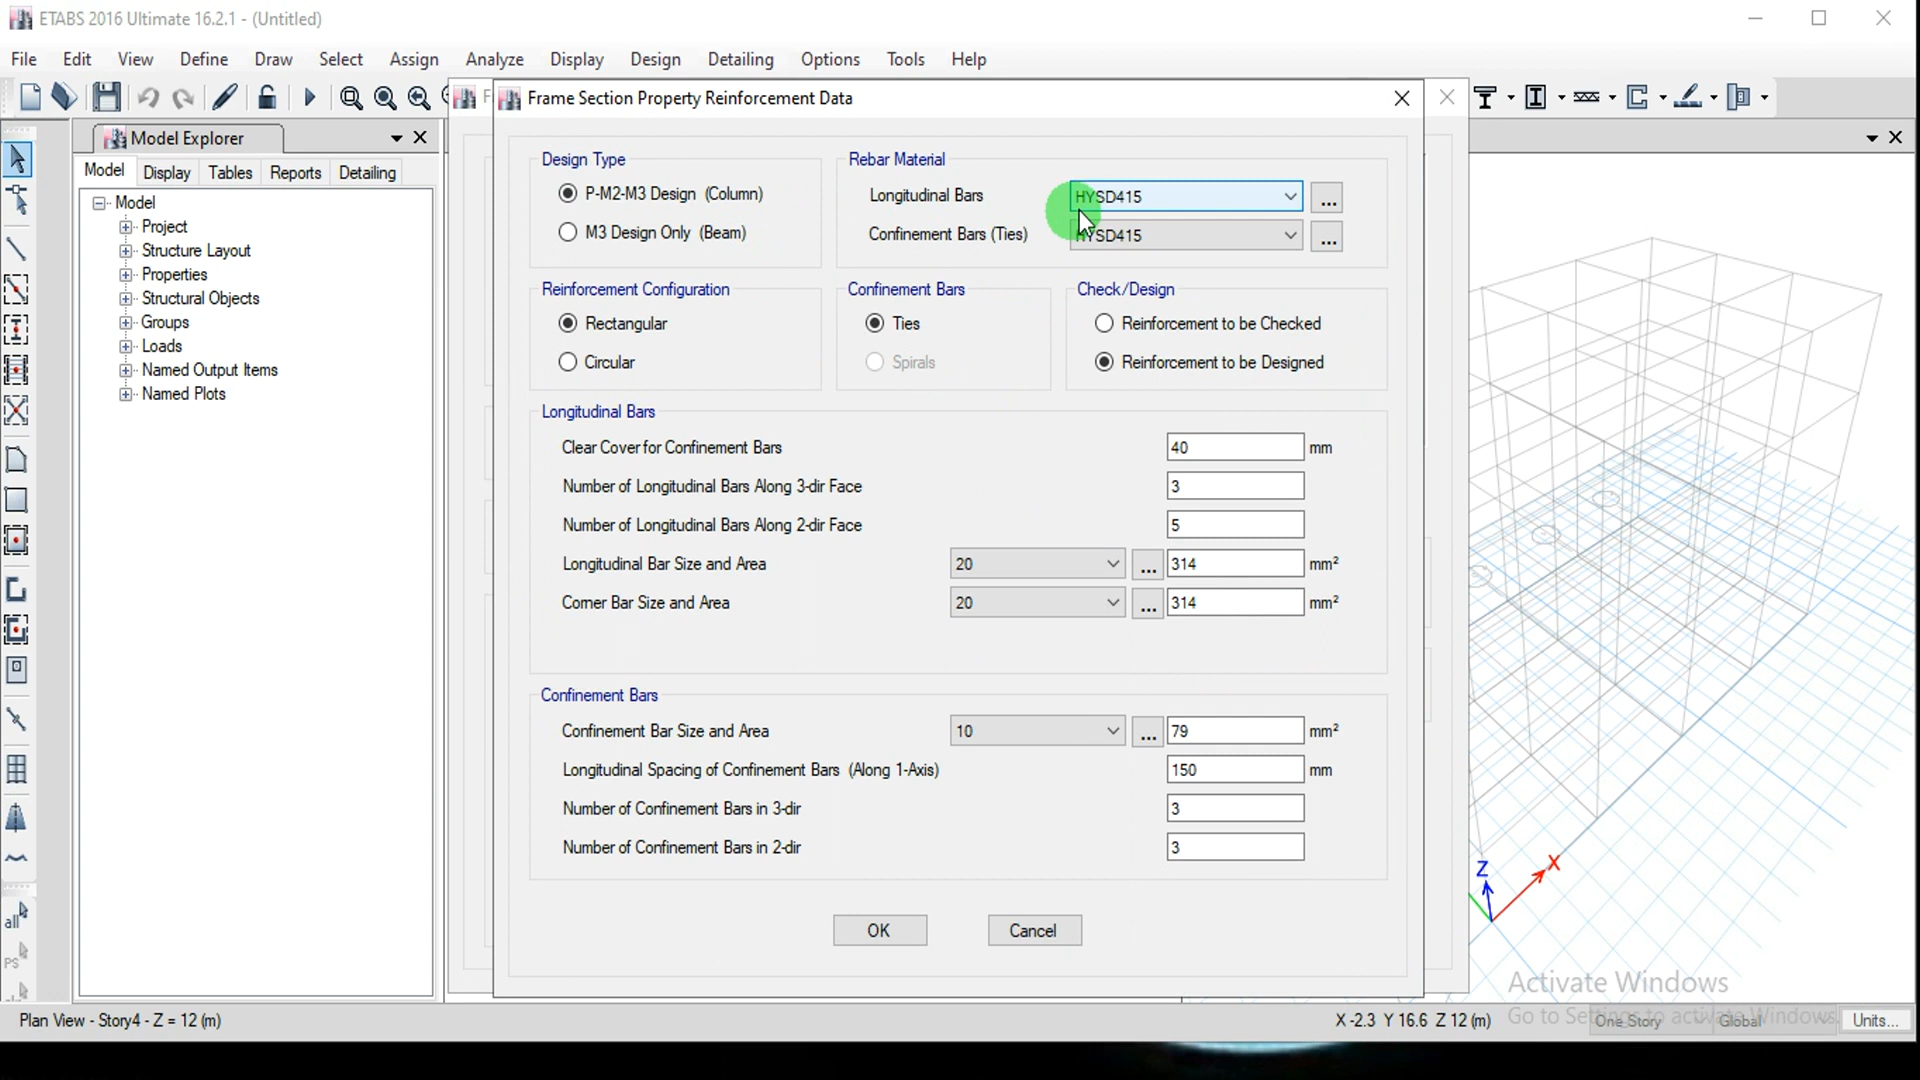 ETABS 2016 Ultimate 16.2.1 - (Untitled)
File Edit View Define Draw Select Assign Analyze Display Design Detailing Options Tools Help
F
Frame Section Property Reinforcement Data
Model Explorer
Model Display Tables Reports Detailing
Model
Project
Structure Layout
Properties
Structural Objects
Groups
Loads
Named Output Items
Named Plots
Design Type
P-M2-M3 Design (Column)
M3 Design Only (Beam)
Rebar Material
Longitudinal Bars HYSD415 ...
Confinement Bars (Ties) HYSD415 ...
Reinforcement Configuration
Rectangular
Circular
Confinement Bars
Ties
Spirals
Check/Design
Reinforcement to be Checked
Reinforcement to be Designed
Longitudinal Bars
Clear Cover for Confinement Bars 40 mm
Number of Longitudinal Bars Along 3-dir Face 3
Number of Longitudinal Bars Along 2-dir Face 5
Longitudinal Bar Size and Area 20 ... 314 mm²
Corner Bar Size and Area 20 ... 314 mm²
Confinement Bars
Confinement Bar Size and Area 10 ... 79 mm²
Longitudinal Spacing of Confinement Bars (Along 1-Axis) 150 mm
Number of Confinement Bars in 3-dir 3
Number of Confinement Bars in 2-dir 3
OK Cancel
all
PS
Z X
Activate Windows
Go to Settings to activate Windows.
Plan View - Story4 - Z = 12 (m)
X -2.3 Y 16.6 Z 12 (m)
One Story Global Units...